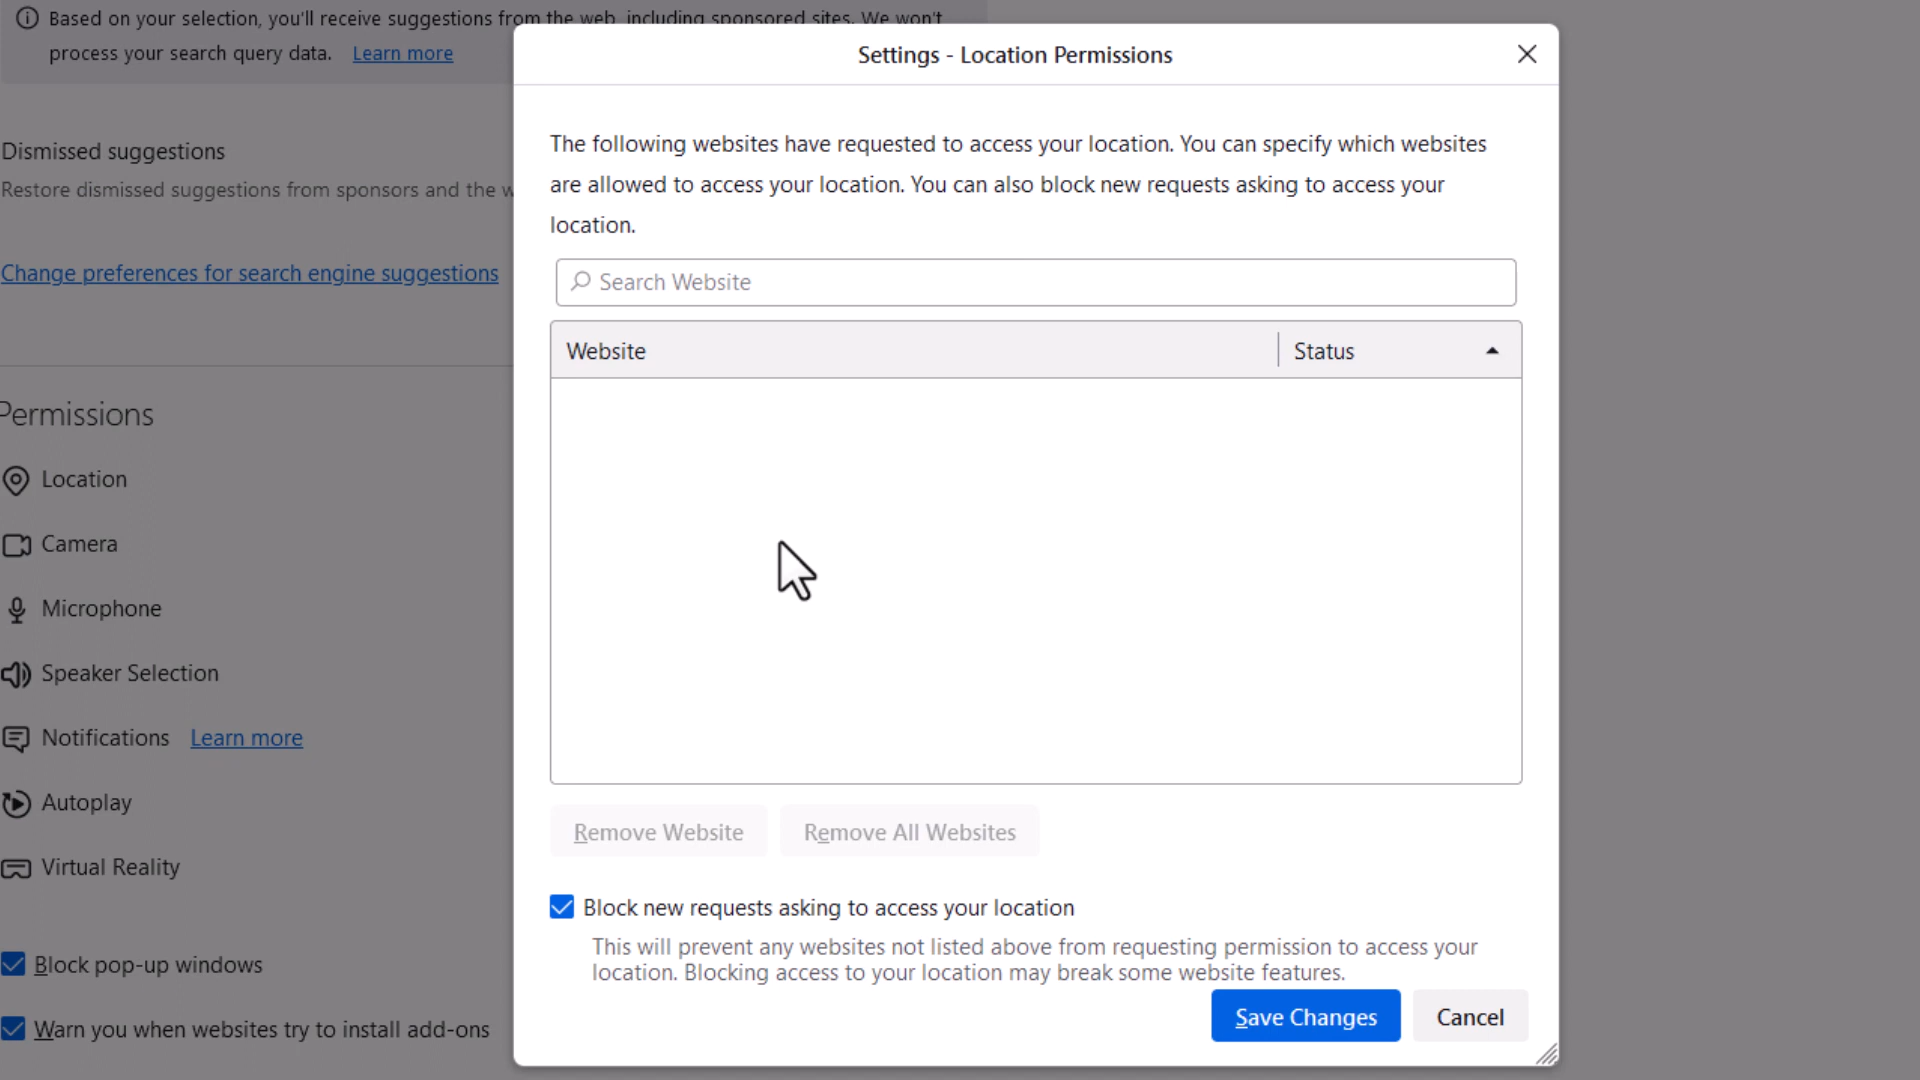 Based on your selection, you'll receive suggestions from the web, including sponsored sites. We won't
process your search query data. Learn more
Dismissed suggestions
Restore dismissed suggestions from sponsors and the w
Change preferences for search engine suggestions
Permissions
Location
Camera
Microphone
Speaker Selection
Notifications Learn more
Autoplay
Virtual Reality
Block pop-up windows
Warn you when websites try to install add-ons
Settings - Location Permissions
The following websites have requested to access your location. You can specify which websites
are allowed to access your location. You can also block new requests asking to access your
location.
Search Website
Website Status
Remove Website Remove All Websites
Block new requests asking to access your location
This will prevent any websites not listed above from requesting permission to access your
location. Blocking access to your location may break some website features.
Save Changes Cancel